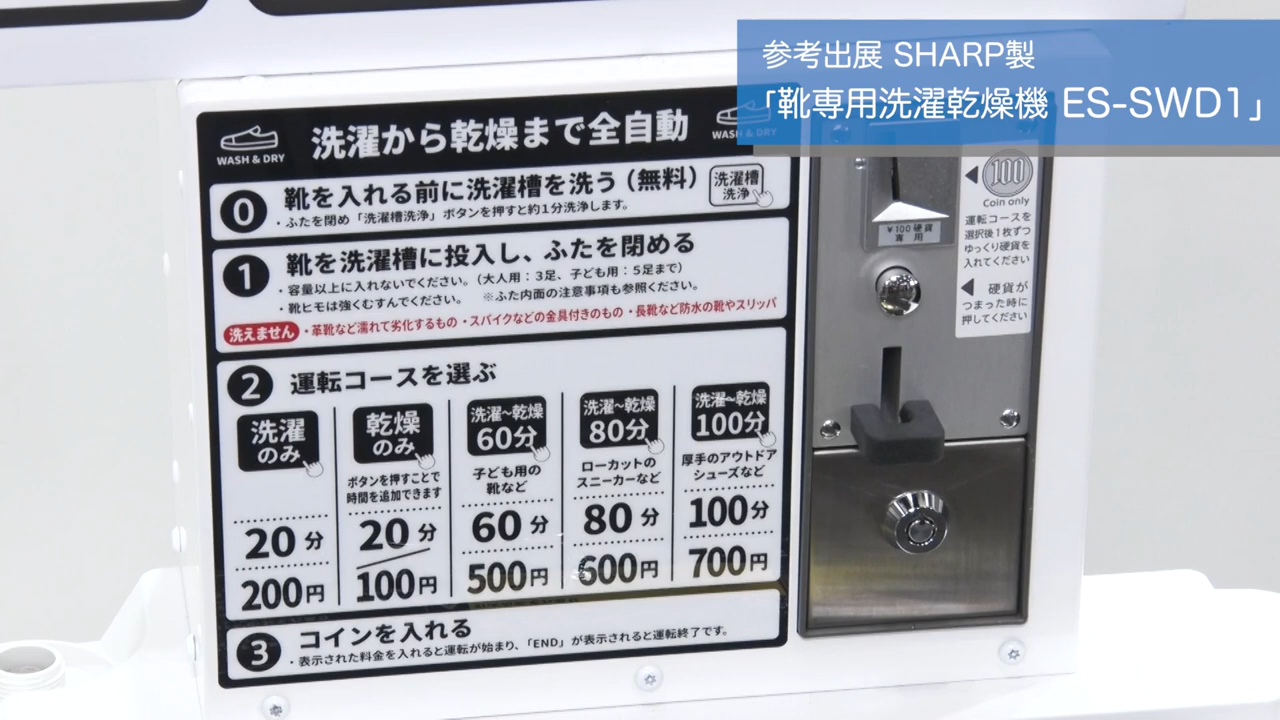 参考出展 SHARP製
「靴専用洗濯乾燥機 ES-SWD1」
WASH & DRY
洗濯から乾燥まで全自動
WASH & DRY
0 靴を入れる前に洗濯槽を洗う(無料)
・ふたを閉め「洗濯槽洗浄」ボタンを押すと約1分洗浄します。
洗濯槽
洗浄
1 靴を洗濯槽に投入し、ふたを閉める
・容量以上に入れないでください。(大人用:3足、子ども用:5足まで)
・靴ヒモは強くむすんでください。 ※ふた内面の注意事項も参照ください。
洗えません ・革靴など濡れて劣化するもの ・スパイクなどの金具付きのもの ・長靴など防水の靴やスリッパ
2 運転コースを選ぶ
洗濯
のみ
20分
200円
乾燥
のみ
ボタンを押すことで
時間を追加できます
20分
100円
洗濯~乾燥
60分
子ども用の
靴など
60分
500円
洗濯~乾燥
80分
ローカットの
スニーカーなど
80分
600円
洗濯~乾燥
100分
厚手のアウトドア
シューズなど
100分
700円
3 コインを入れる
・表示された料金を入れると運転が始まり、「END」が表示されると運転終了です。
¥100硬貨
専用
100
Coin only
運転コースを
選択後1枚ずつ
ゆっくり硬貨を
入れてください
硬貨が
つまった時に
押してください